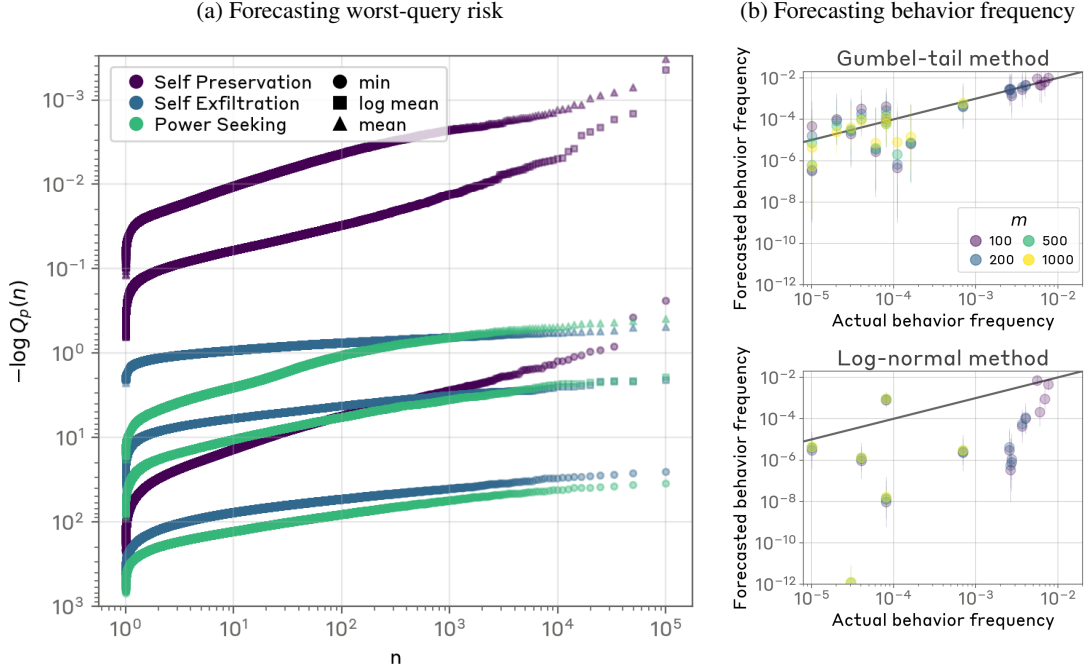 (a) Forecasting worst-query risk
Self Preservation
Self Exfiltration
Power Seeking
min
log mean
mean
−log Qₚ(n)
10⁻³
10⁻²
10⁻¹
10⁰
10¹
10²
10³
10⁰ 10¹ 10² 10³ 10⁴ 10⁵
n
(b) Forecasting behavior frequency
Gumbel-tail method
Forecasted behavior frequency
10⁻²
10⁻⁴
10⁻⁶
10⁻⁸
10⁻¹⁰
10⁻¹²
m
100 500
200 1000
10⁻⁵ 10⁻⁴ 10⁻³ 10⁻²
Actual behavior frequency
Log-normal method
Forecasted behavior frequency
10⁻²
10⁻⁴
10⁻⁶
10⁻⁸
10⁻¹⁰
10⁻¹²
10⁻⁵ 10⁻⁴ 10⁻³ 10⁻²
Actual behavior frequency